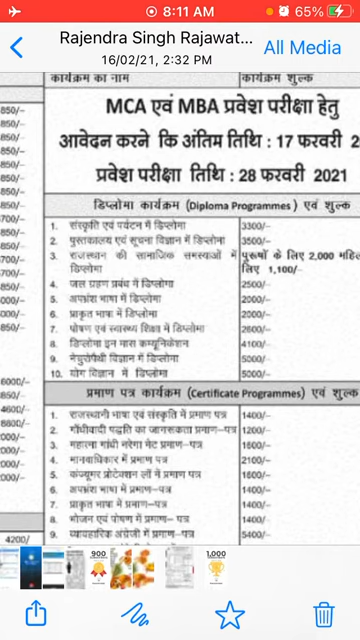 8:11 AM
65%
Rajendra Singh Rajawat...
16/02/21, 2:32 PM
All Media
कार्यक्रम का नाम
कार्यक्रम शुल्क
MCA एवं MBA प्रवेश परीक्षा हेतु
आवेदन करने कि अंतिम तिथि : 17 फरवरी
प्रवेश परीक्षा तिथि : 28 फरवरी 2021
डिप्लोमा कार्यक्रम (Diploma Programmes) एवं शुल्क
1. संस्कृति एवं पर्यटन में डिप्लोमा 3300/-
2. पुस्तकालय एवं सूचना विज्ञान में डिप्लोमा 3500/-
3. राजस्थान की सामाजिक समस्याओं में पुरूषों के लिए 2,000
डिप्लोमा लिए 1,100/-
4. जल ग्रहण प्रबंध में डिप्लोमा 2500/-
5. अपभ्रंश भाषा में डिप्लोमा 2000/-
6. प्राकृत भाषा में डिप्लोमा 2000/-
7. पोषण एवं स्वास्थ्य शिक्षा में डिप्लोमा 2600/-
8. डिप्लोमा इन मास कम्यूनिकेशन 4100/-
9. नेचुरोपैथी विज्ञान में डिप्लोमा 5000/-
10. योग विज्ञान में डिप्लोमा 5000/-
प्रमाण पत्र कार्यक्रम (Certificate Programmes) एवं शुल्क
1. राजस्थानी भाषा एवं संस्कृति में प्रमाण पत्र 1400/-
2. गाँधीवादी पद्धति का जागरूकता प्रमाण-पत्र 1200/-
3. महात्मा गांधी नरेगा मेट प्रमाण-पत्र 1600/-
4. मानवाधिकार में प्रमाण पत्र 2100/-
5. कंज्यूमर प्रोटेक्शन लॉ में प्रमाण पत्र 1600/-
6. अपभ्रंश भाषा में प्रमाण-पत्र 1400/-
7. प्राकृत भाषा में प्रमाण-पत्र 1400/-
8. भोजन एवं पोषण में प्रमाण- पत्र 1400/-
9. व्यावहारिक अंग्रेजी में प्रमाण-पत्र 5400/-
4200/
900
1,000